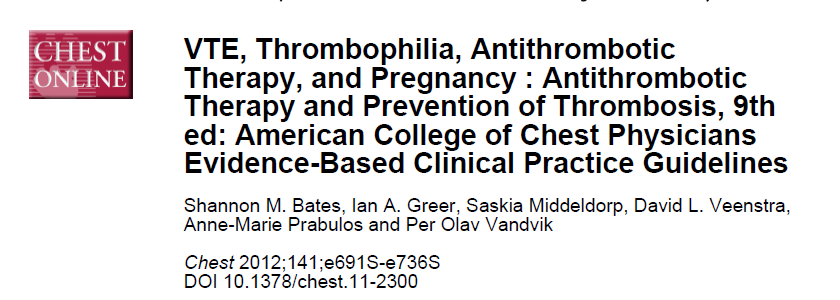 CHEST
ONLINE
VTE, Thrombophilia, Antithrombotic
Therapy, and Pregnancy : Antithrombotic
Therapy and Prevention of Thrombosis, 9th
ed: American College of Chest Physicians
Evidence-Based Clinical Practice Guidelines
Shannon M. Bates, Ian A. Greer, Saskia Middeldorp, David L. Veenstra,
Anne-Marie Prabulos and Per Olav Vandvik
Chest 2012;141;e691S-e736S
DOI 10.1378/chest.11-2300